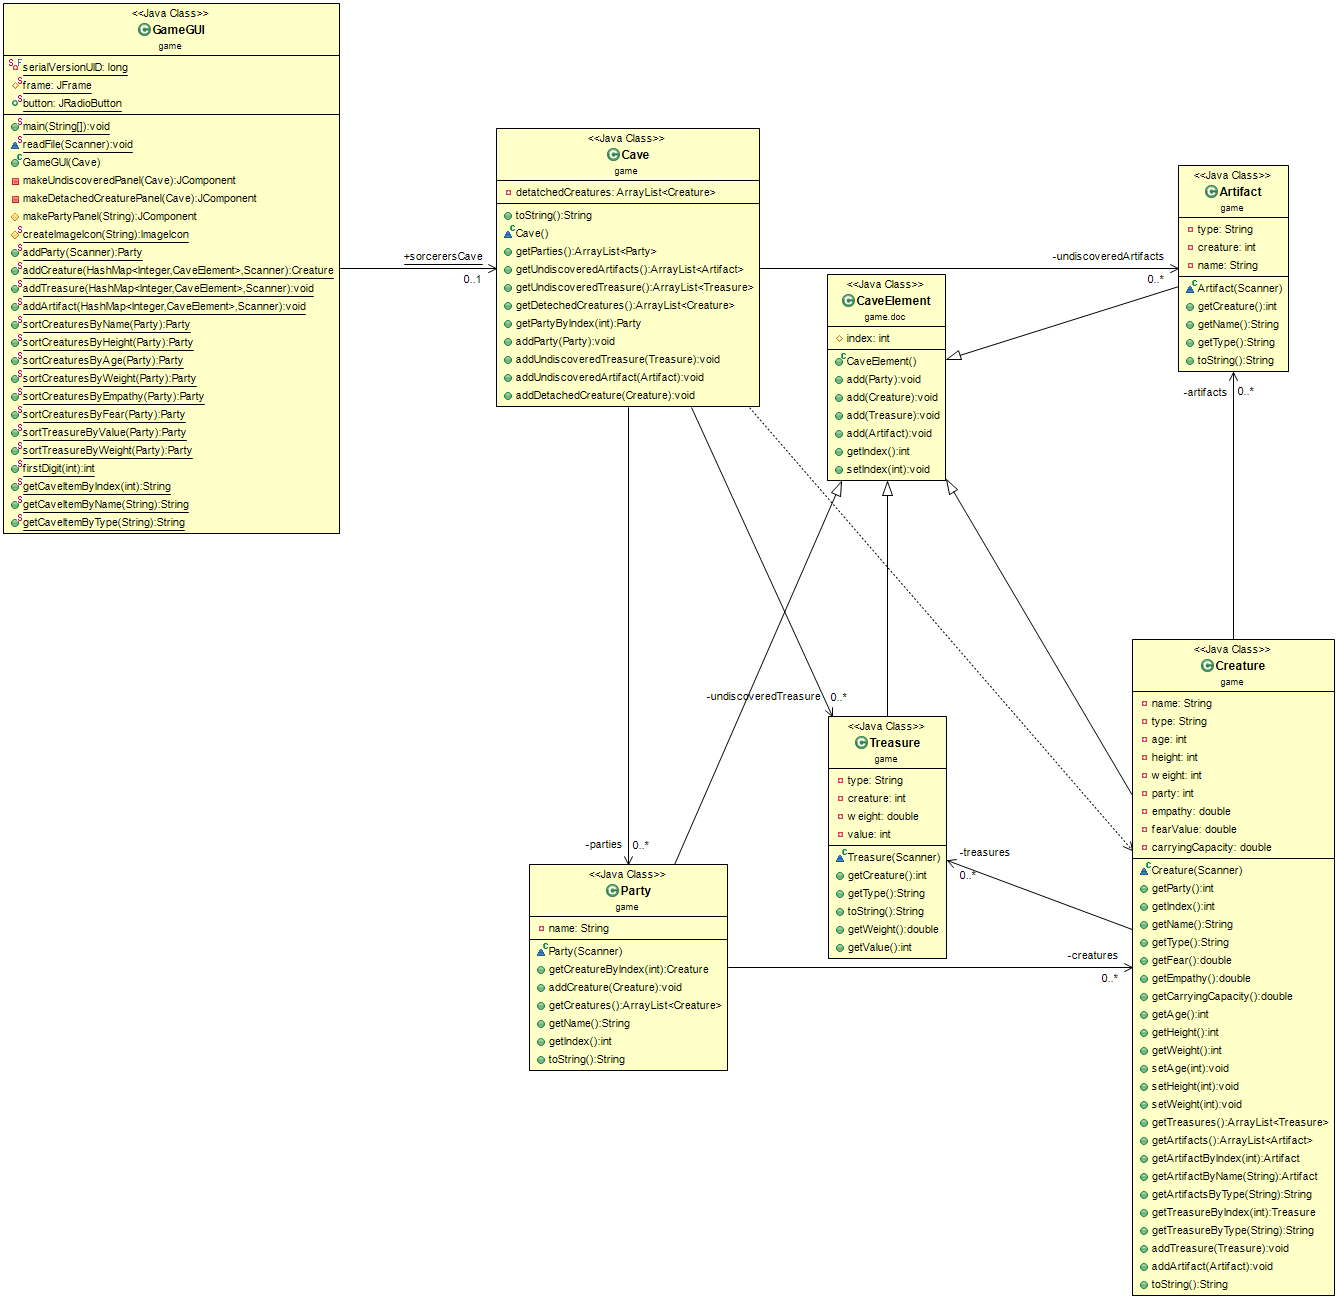 <<Java Class>>
GameGUI
game
serialVersionUID: long
frame: JFrame
button: JRadioButton
main(String[]):void
readFile(Scanner):void
GameGUI(Cave)
makeUndiscoveredPanel(Cave):JComponent
makeDetachedCreaturePanel(Cave):JComponent
makePartyPanel(String):JComponent
createImageIcon(String):ImageIcon
addParty(Scanner):Party
addCreature(HashMap<Integer,CaveElement>,Scanner):Creature
addTreasure(HashMap<Integer,CaveElement>,Scanner):void
addArtifact(HashMap<Integer,CaveElement>,Scanner):void
sortCreaturesByName(Party):Party
sortCreaturesByHeight(Party):Party
sortCreaturesByAge(Party):Party
sortCreaturesByWeight(Party):Party
sortCreaturesByEmpathy(Party):Party
sortCreaturesByFear(Party):Party
sortTreasureByValue(Party):Party
sortTreasureByWeight(Party):Party
firstDigit(int):int
getCaveItemByIndex(int):String
getCaveItemByName(String):String
getCaveItemByType(String):String
+sorcerersCave
0..1
<<Java Class>>
Cave
game
detatchedCreatures: ArrayList<Creature>
toString():String
Cave()
getParties():ArrayList<Party>
getUndiscoveredArtifacts():ArrayList<Artifact>
getUndiscoveredTreasure():ArrayList<Treasure>
getDetechedCreatures():ArrayList<Creature>
getPartyByIndex(int):Party
addParty(Party):void
addUndiscoveredTreasure(Treasure):void
addUndiscoveredArtifact(Artifact):void
addDetachedCreature(Creature):void
-undiscoveredArtifacts
0..*
<<Java Class>>
Artifact
game
type: String
creature: int
name: String
Artifact(Scanner)
getCreature():int
getName():String
getType():String
toString():String
-artifacts
0..*
<<Java Class>>
CaveElement
game.doc
index: int
CaveElement()
add(Party):void
add(Creature):void
add(Treasure):void
add(Artifact):void
getIndex():int
setIndex(int):void
-undiscoveredTreasure
0..*
<<Java Class>>
Treasure
game
type: String
creature: int
weight: double
value: int
Treasure(Scanner)
getCreature():int
getType():String
toString():String
getWeight():double
getValue():int
-treasures
0..*
-parties
0..*
<<Java Class>>
Party
game
name: String
Party(Scanner)
getCreatureByIndex(int):Creature
addCreature(Creature):void
getCreatures():ArrayList<Creature>
getName():String
getIndex():int
toString():String
-creatures
0..*
<<Java Class>>
Creature
game
name: String
type: String
age: int
height: int
weight: int
party: int
empathy: double
fearValue: double
carryingCapacity: double
Creature(Scanner)
getParty():int
getIndex():int
getName():String
getType():String
getFear():double
getEmpathy():double
getCarryingCapacity():double
getAge():int
getHeight():int
getWeight():int
setAge(int):void
setHeight(int):void
setWeight(int):void
getTreasures():ArrayList<Treasure>
getArtifacts():ArrayList<Artifact>
getArtifactByIndex(int):Artifact
getArtifactByName(String):Artifact
getArtifactsByType(String):String
getTreasureByIndex(int):Treasure
getTreasureByType(String):String
addTreasure(Treasure):void
addArtifact(Artifact):void
toString():String